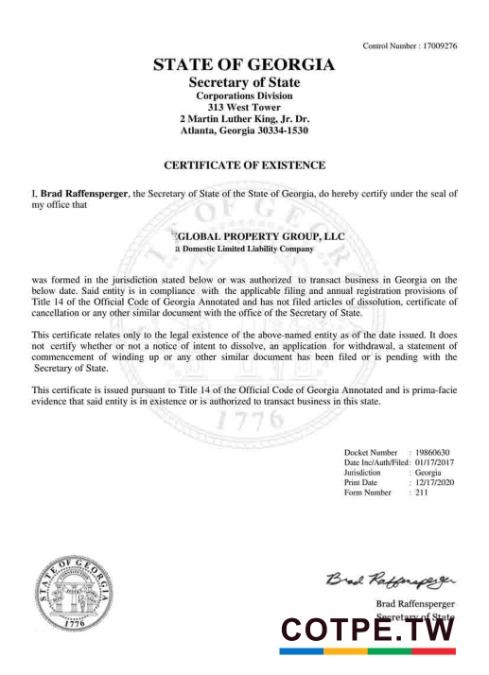 Control Number : 17009276
STATE OF GEORGIA
Secretary of State
Corporations Division
313 West Tower
2 Martin Luther King, Jr. Dr.
Atlanta, Georgia 30334-1530
CERTIFICATE OF EXISTENCE
I, Brad Raffensperger, the Secretary of State of the State of Georgia, do hereby certify under the seal of
my office that
GLOBAL PROPERTY GROUP, LLC
a Domestic Limited Liability Company
was formed in the jurisdiction stated below or was authorized to transact business in Georgia on the
below date. Said entity is in compliance with the applicable filing and annual registration provisions of
Title 14 of the Official Code of Georgia Annotated and has not filed articles of dissolution, certificate of
cancellation or any other similar document with the office of the Secretary of State.
This certificate relates only to the legal existence of the above-named entity as of the date issued. It does
not certify whether or not a notice of intent to dissolve, an application for withdrawal, a statement of
commencement of winding up or any other similar document has been filed or is pending with the
Secretary of State.
This certificate is issued pursuant to Title 14 of the Official Code of Georgia Annotated and is prima-facie
evidence that said entity is in existence or is authorized to transact business in this state.
1776
Docket Number : 19860630
Date Inc/Auth/Filed: 01/17/2017
Jurisdiction : Georgia
Print Date : 12/17/2020
Form Number : 211
STATE OF GEORGIA
1776
Brad Raffensperger
Brad Raffensperger
Secretary of State
COTPE.TW